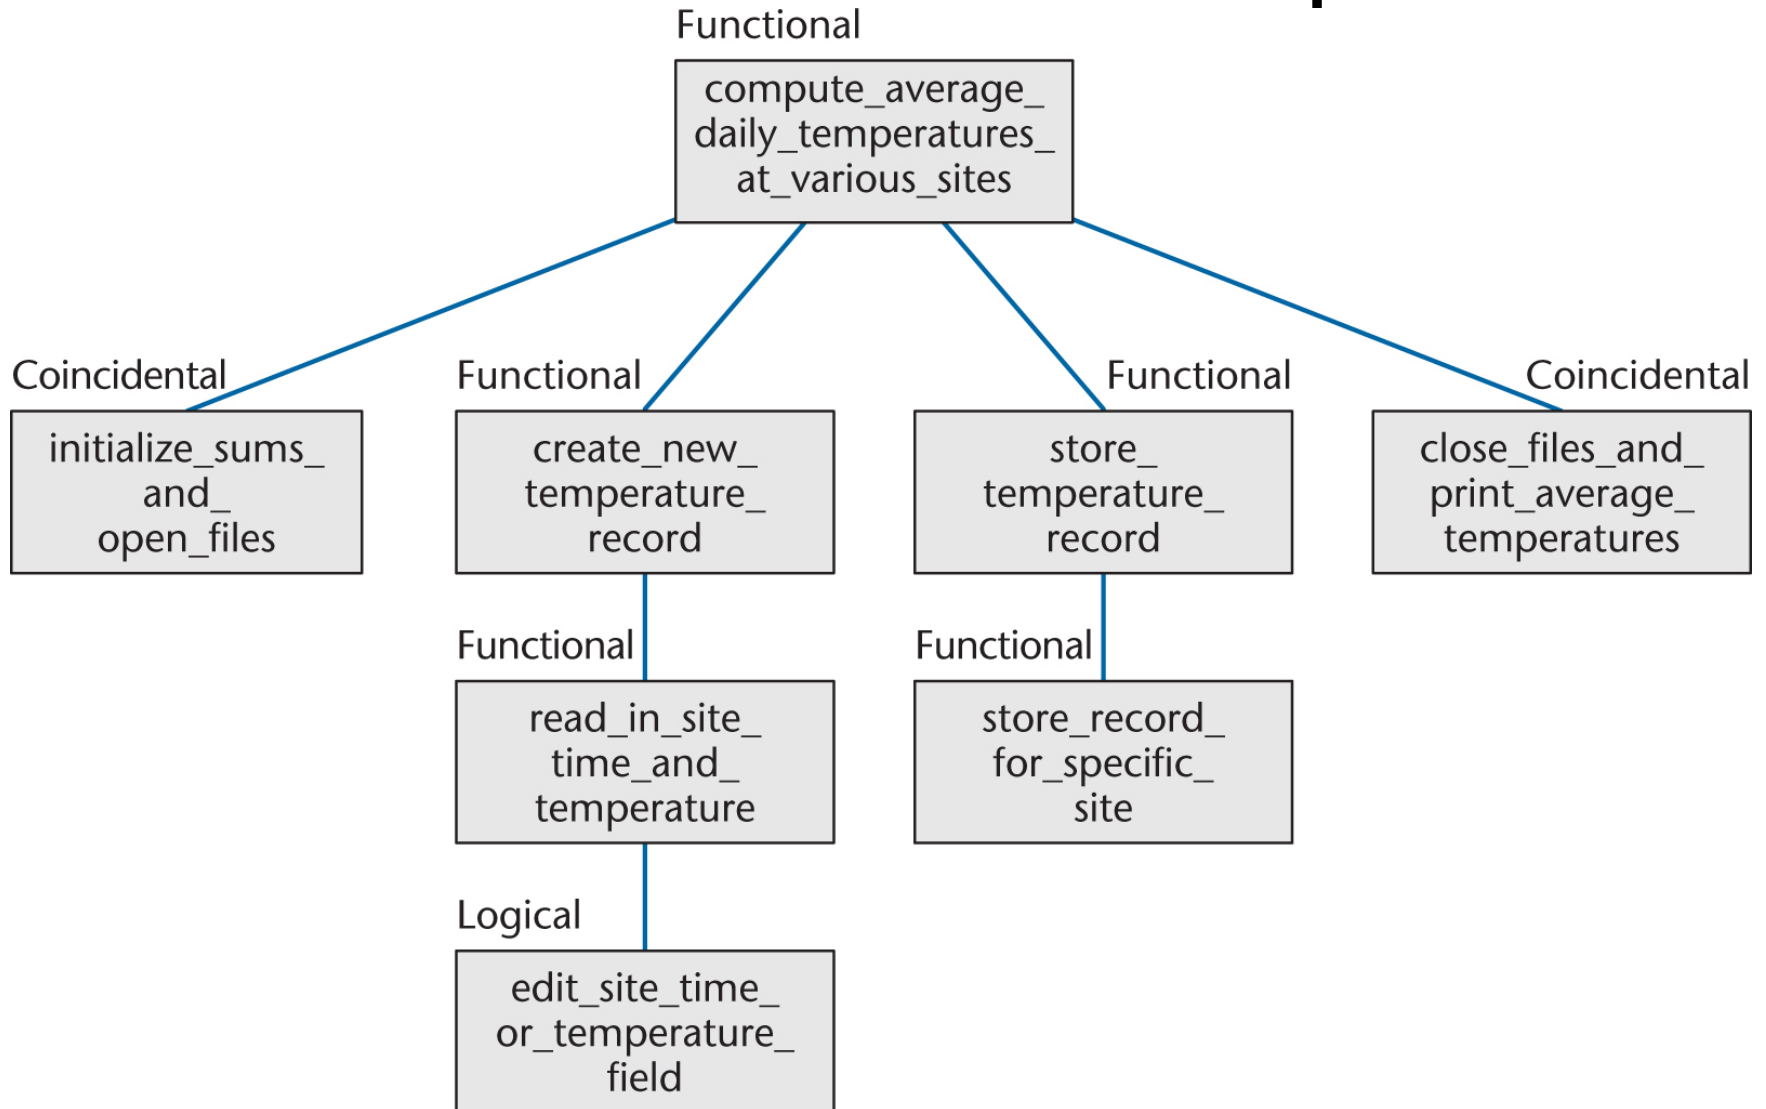 Functional
compute_average_
daily_temperatures_
at_various_sites
Coincidental
initialize_sums_
and_
open_files
Functional
create_new_
temperature_
record
Functional
store_
temperature_
record
Coincidental
close_files_and_
print_average_
temperatures
Functional
read_in_site_
time_and_
temperature
Functional
store_record_
for_specific_
site
Logical
edit_site_time_
or_temperature_
field